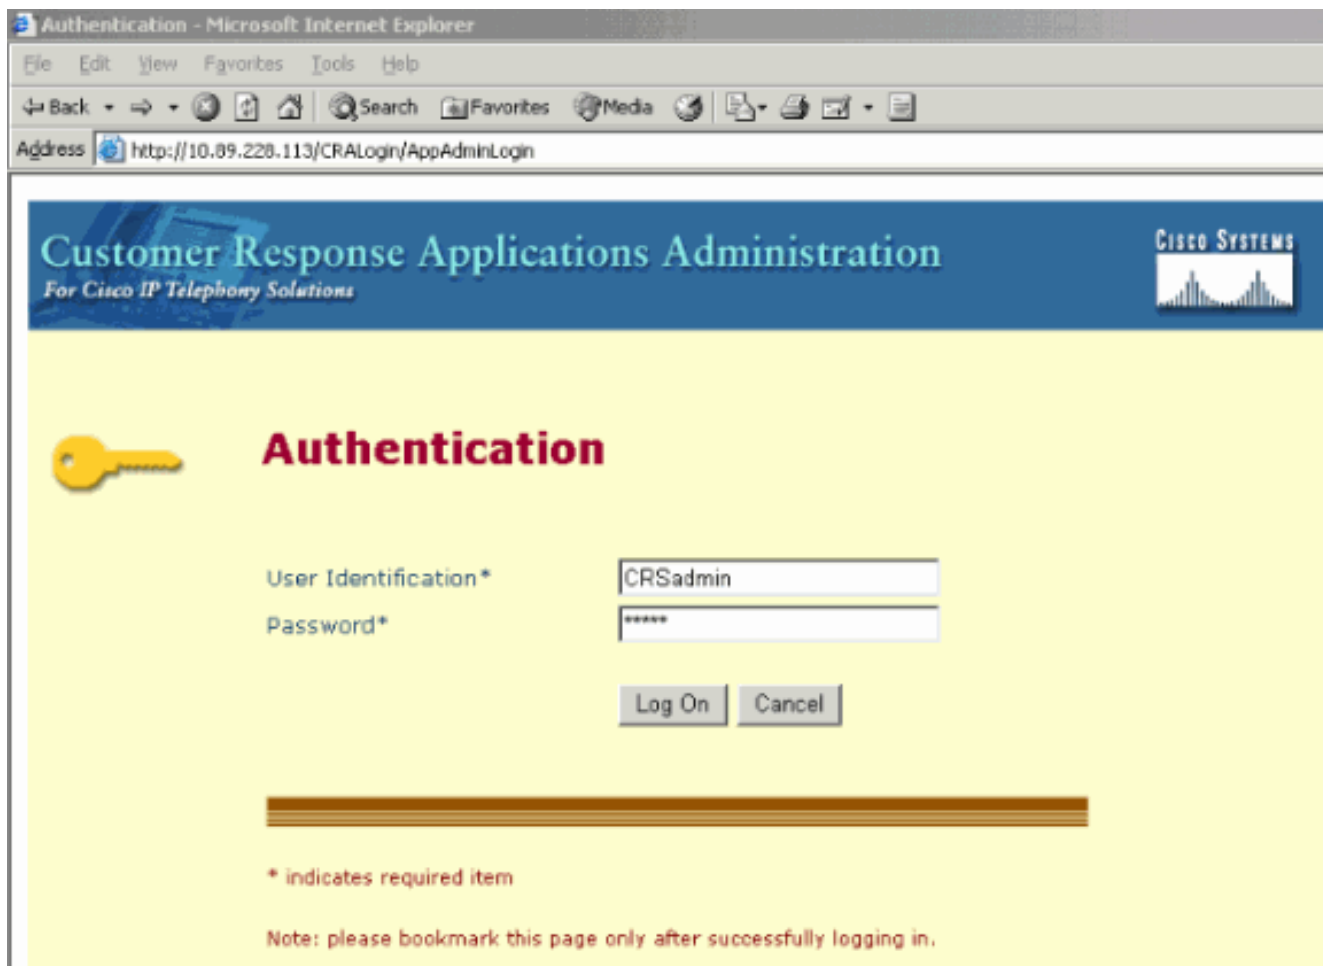 Authentication - Microsoft Internet Explorer
File Edit View Favorites Tools Help
Back Search Favorites Media
Address http://10.89.228.113/CRALogin/AppAdminLogin
Customer Response Applications Administration
For Cisco IP Telephony Solutions
CISCO SYSTEMS
Authentication
User Identification* CRSadmin
Password* *****
Log On Cancel
* indicates required item
Note: please bookmark this page only after successfully logging in.